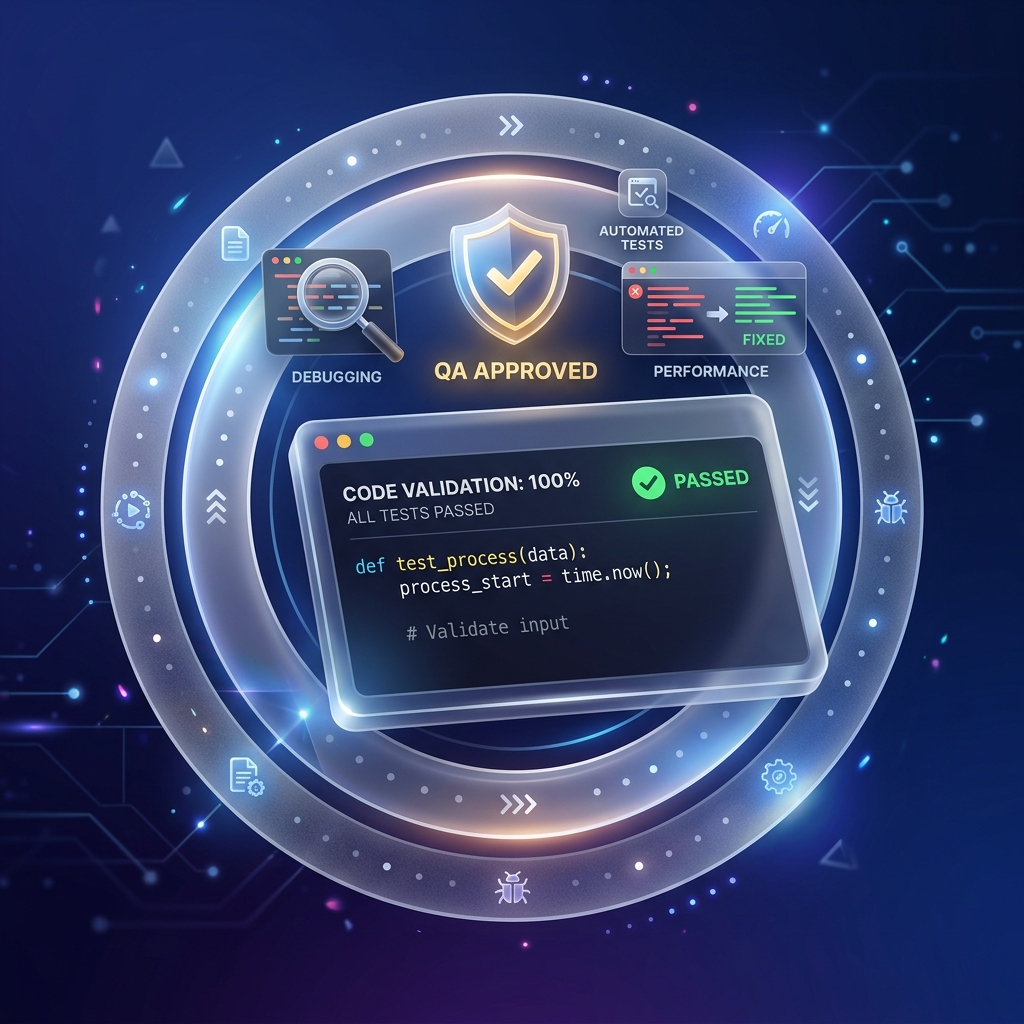 AUTOMATED
TESTS
DEBUGGING
QA APPROVED
FIXED
PERFORMANCE
CODE VALIDATION: 100%
ALL TESTS PASSED
PASSED
def test_process(data):
    process_start = time.now();
    # Validate input